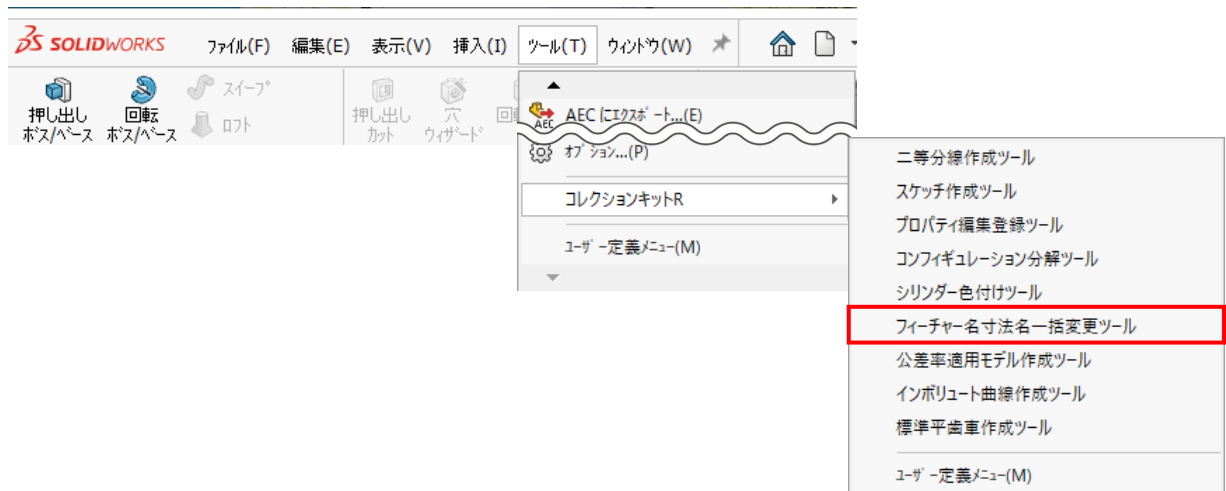 SOLIDWORKS ファイル(F) 編集(E) 表示(V) 挿入(I) ツール(T) ウィンドウ(W)
押し出し
ボス/ベース
回転
ボス/ベース
スイープ
ロフト
押し出し
カット
穴
ウィザード
AEC にエクスポート...(E)
オプション...(P)
コレクションキットR
ユーザー定義メニュー(M)
二等分線作成ツール
スケッチ作成ツール
プロパティ編集登録ツール
コンフィギュレーション分解ツール
シリンダー色付けツール
フィーチャー名寸法名一括変更ツール
公差率適用モデル作成ツール
インボリュート曲線作成ツール
標準平歯車作成ツール
ユーザー定義メニュー(M)